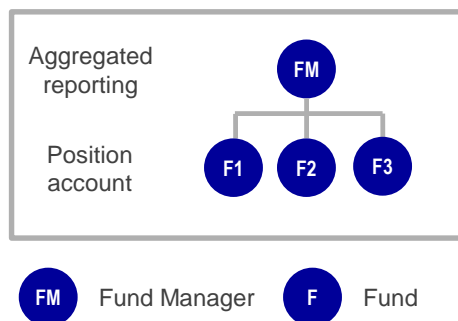 Aggregated
reporting
FM
Position
account
F1 F2 F3
FM Fund Manager F Fund